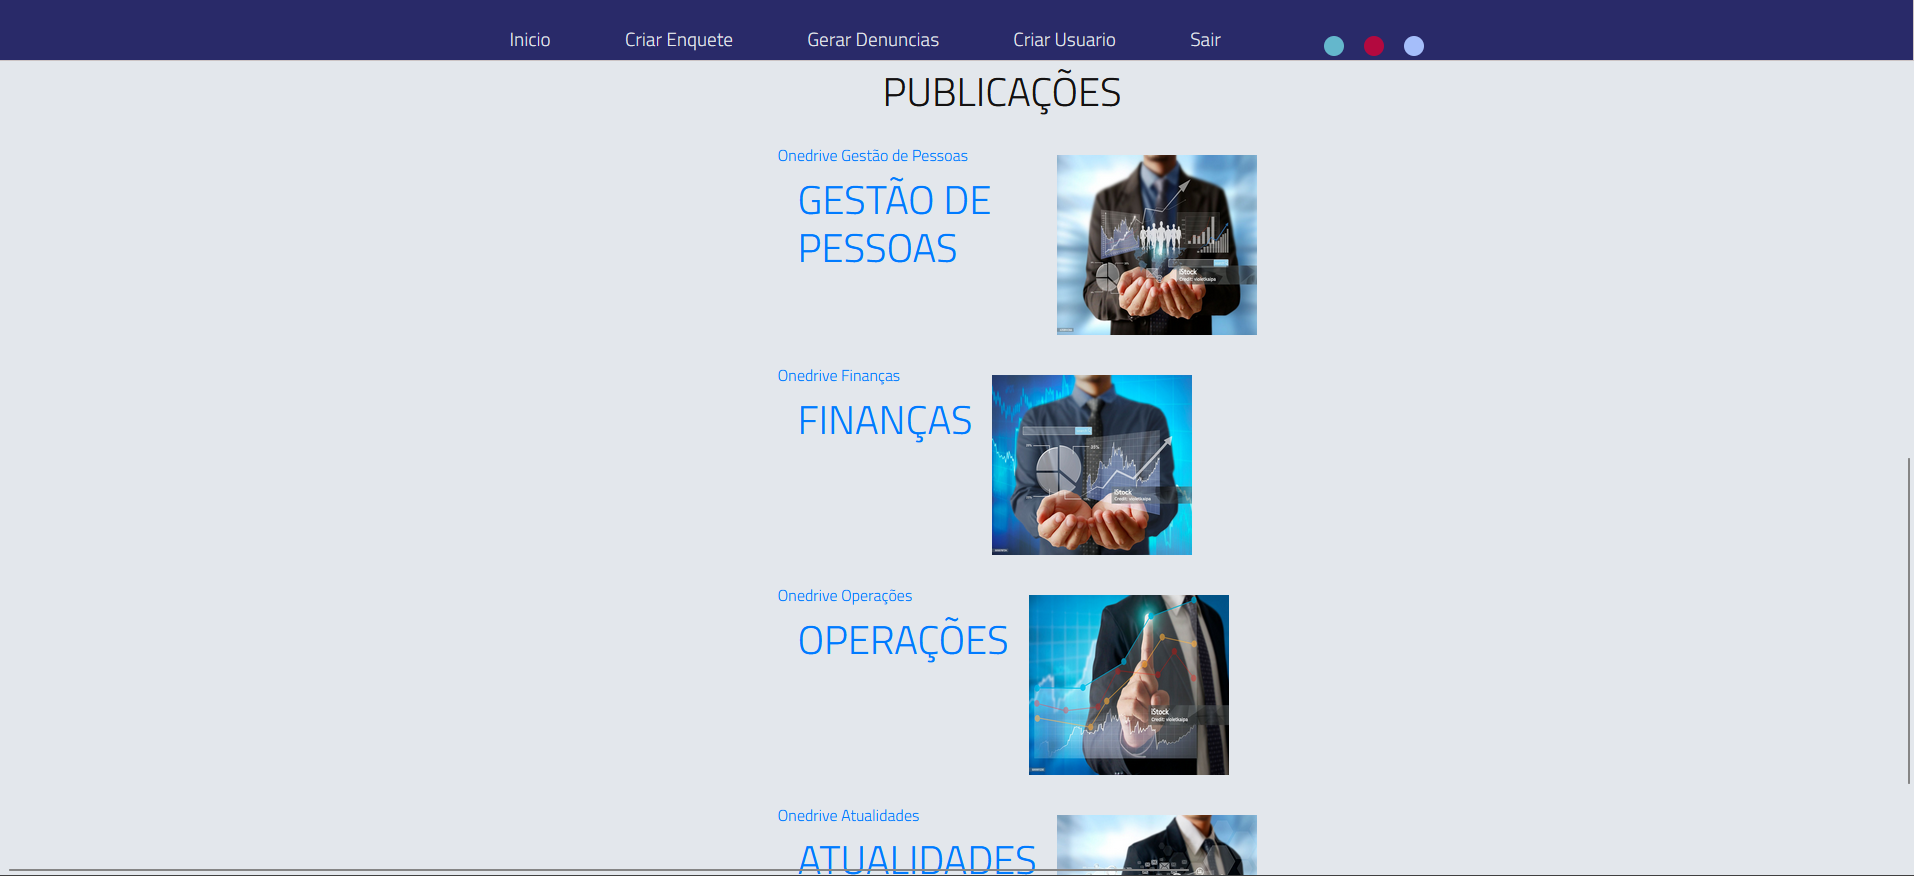 Inicio Criar Enquete Gerar Denuncias Criar Usuario Sair
PUBLICAÇÕES
Onedrive Gestão de Pessoas
GESTÃO DE
PESSOAS
iStock
Credit: violetkaipa
Onedrive Finanças
FINANÇAS
25%
iStock
Credit: violetkaipa
Onedrive Operações
OPERAÇÕES
iStock
Credit: violetkaipa
Onedrive Atualidades
ATUALIDADES